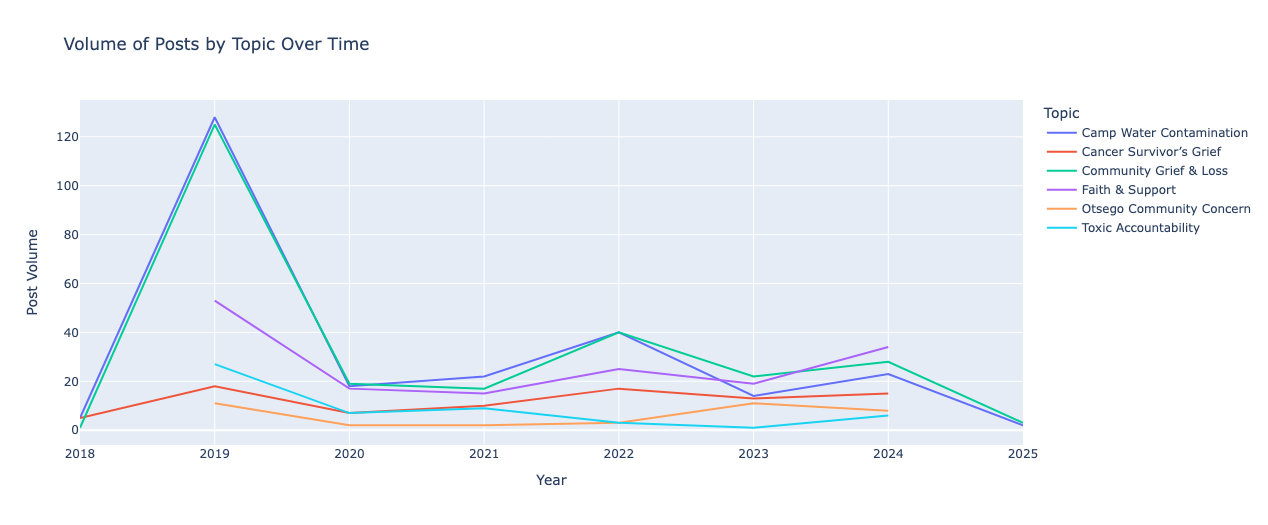 Volume of Posts by Topic Over Time
Topic
Camp Water Contamination
Cancer Survivor’s Grief
Community Grief & Loss
Faith & Support
Otsego Community Concern
Toxic Accountability
Post Volume
120
100
80
60
40
20
0
2018 2019 2020 2021 2022 2023 2024 2025
Year